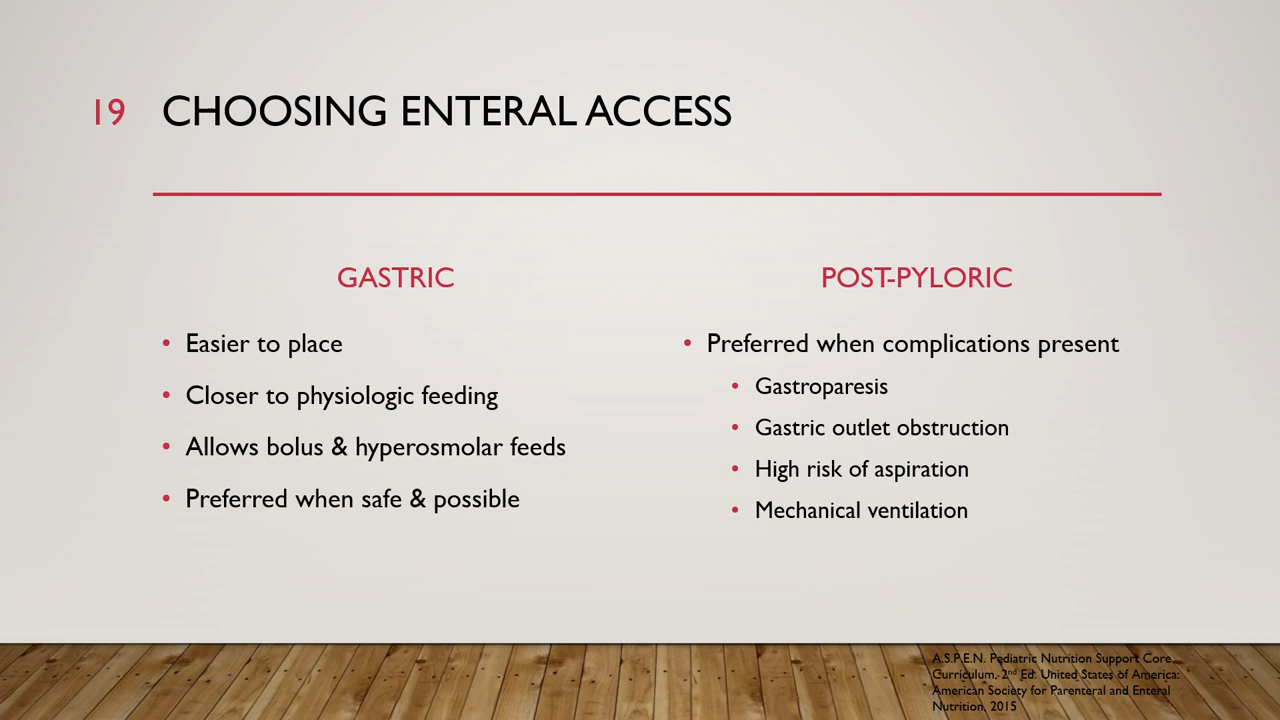 19
CHOOSING ENTERAL ACCESS
GASTRIC
• Easier to place
• Closer to physiologic feeding
• Allows bolus & hyperosmolar feeds
• Preferred when safe & possible
POST-PYLORIC
• Preferred when complications present
• Gastroparesis
• Gastric outlet obstruction
• High risk of aspiration
• Mechanical ventilation
A.S.P.E.N. Pediatric Nutrition Support Core
Curriculum, 2nd Ed. United States of America:
American Society for Parenteral and Enteral
Nutrition, 2015